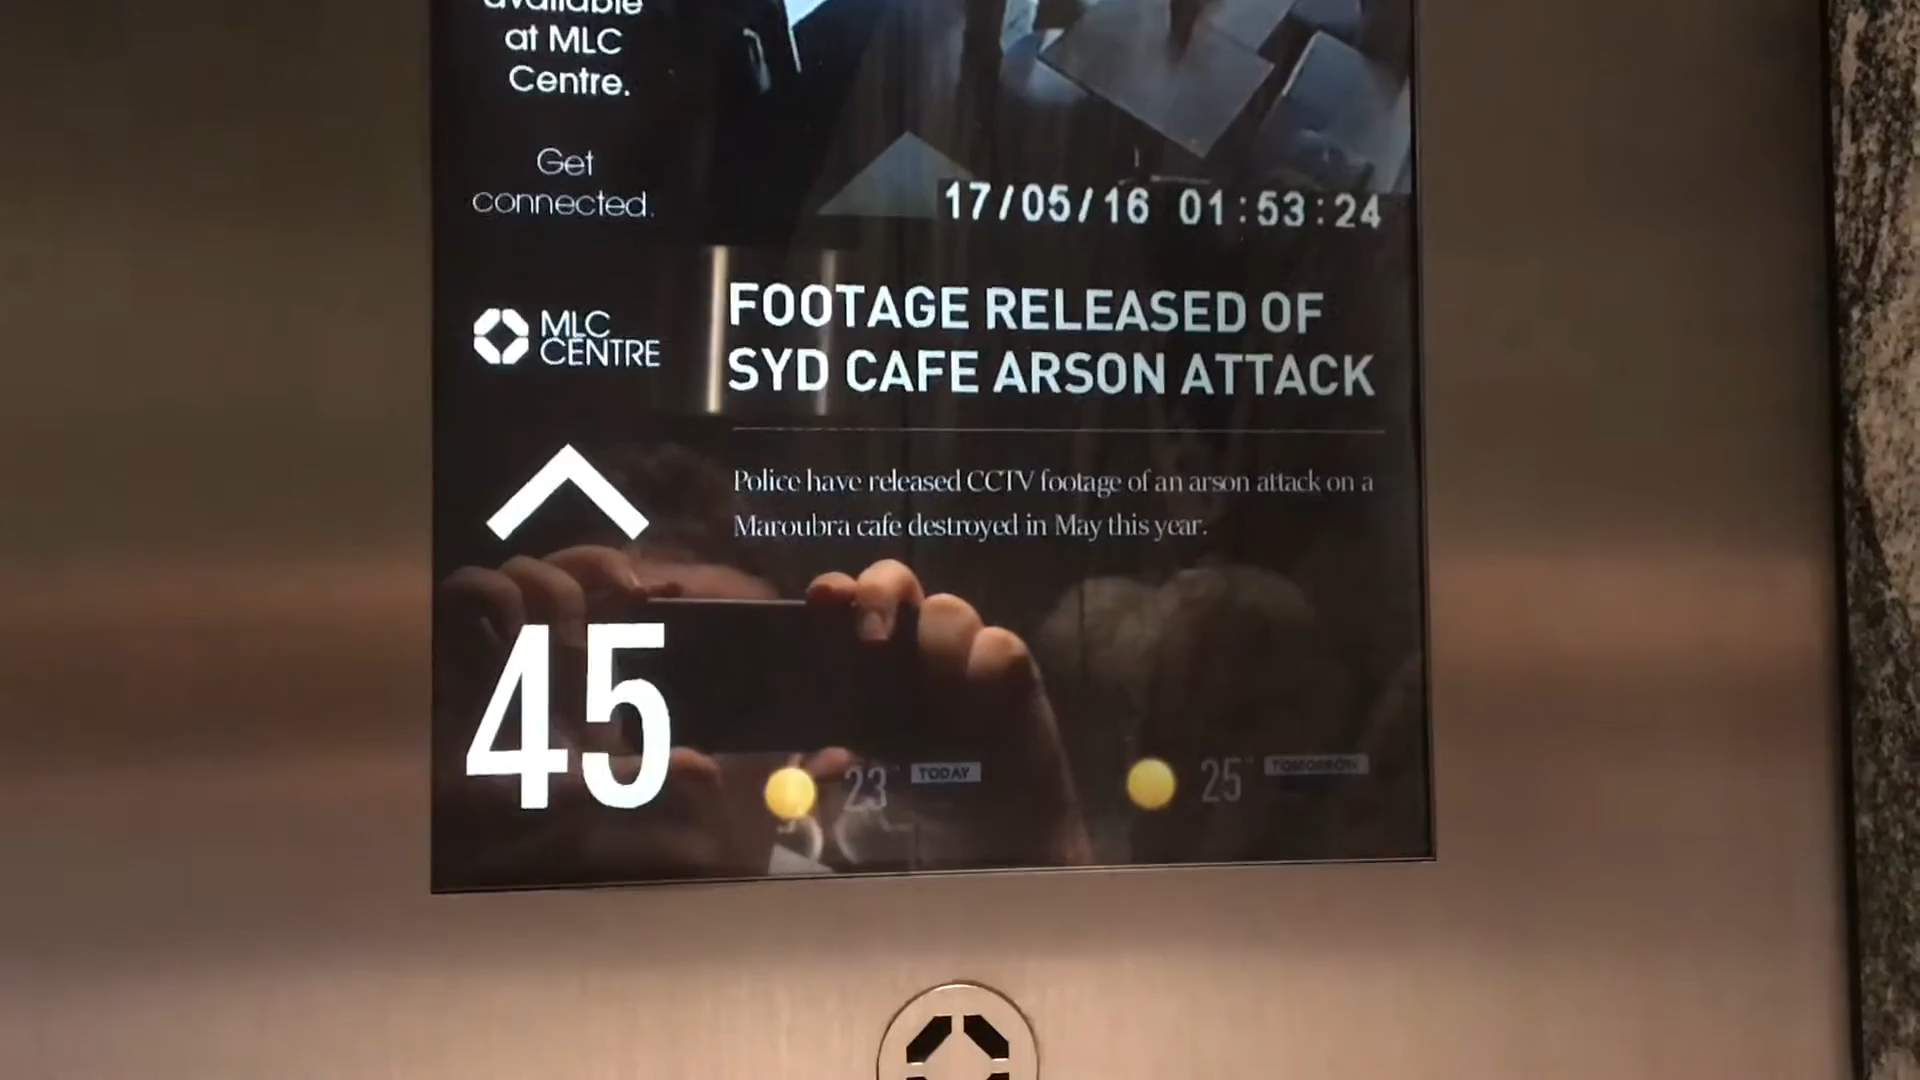 available
at MLC
Centre.
Get
connected.
MLC
CENTRE
17/05/16 01:53:24
FOOTAGE RELEASED OF
SYD CAFE ARSON ATTACK
Police have released CCTV footage of an arson attack on a
Maroubra cafe destroyed in May this year.
45
23° TODAY
25° TOMORROW